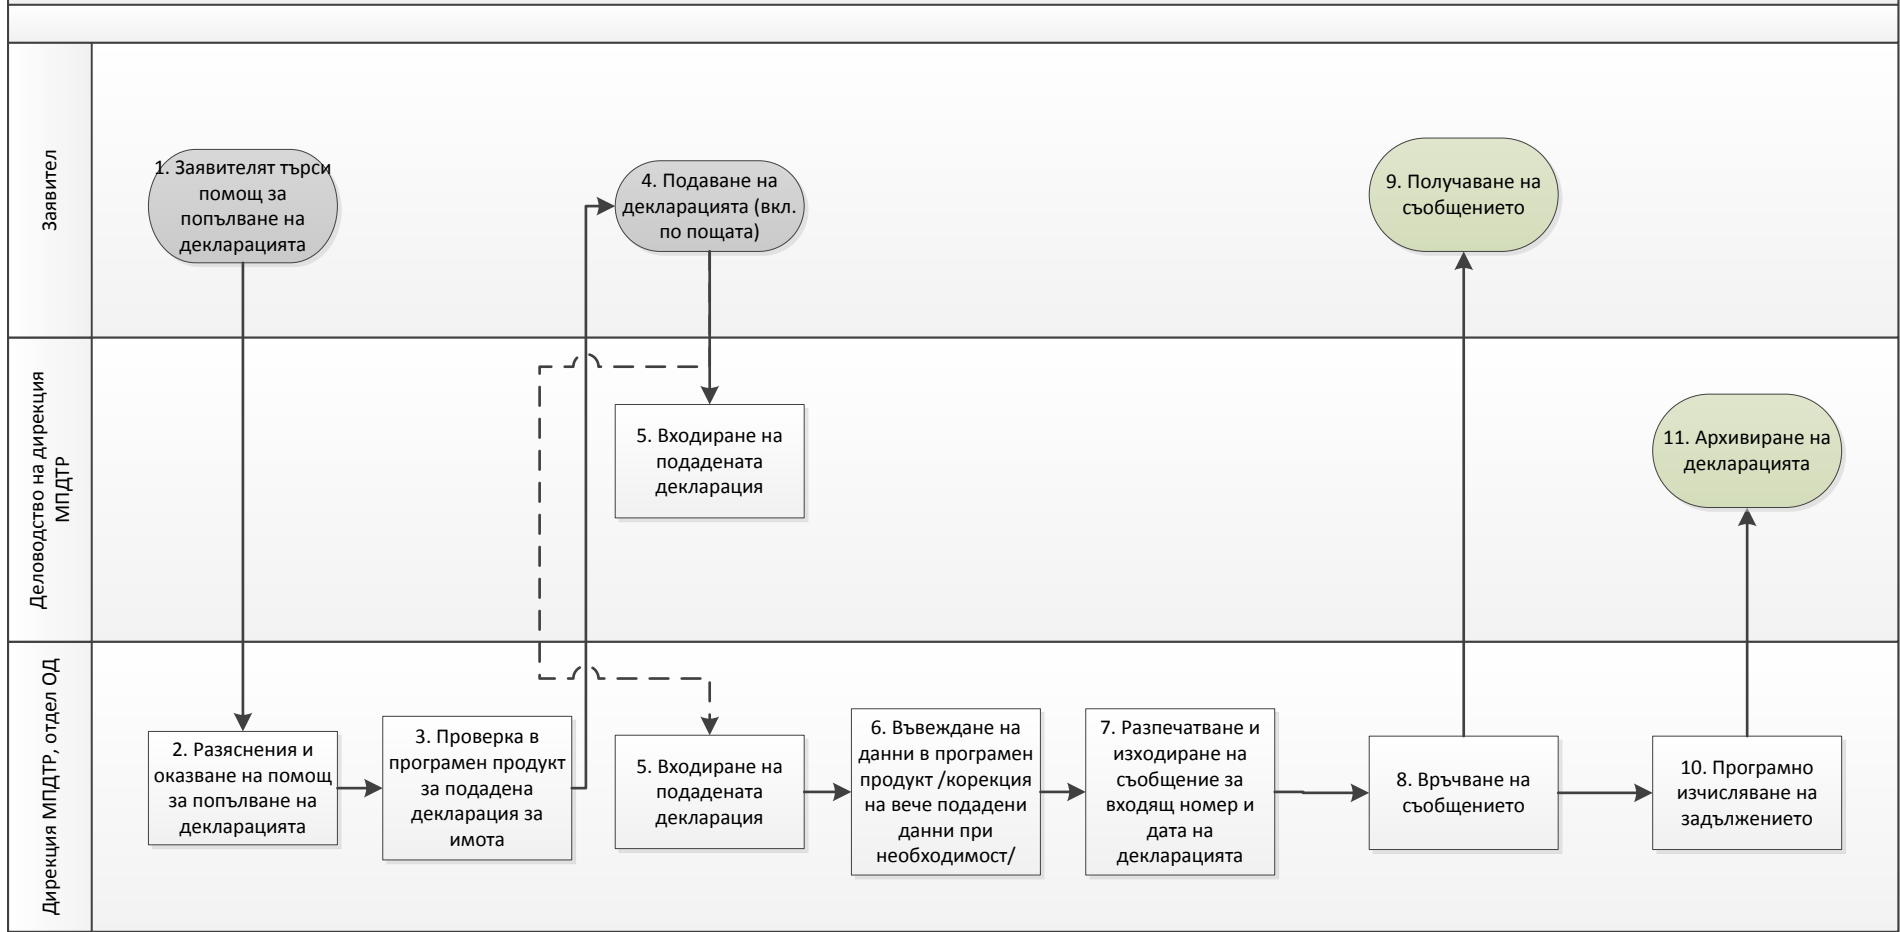 Заявител
1. Заявителят търси
помощ за
попълване на
декларацията
4. Подаване на
декларацията (вкл.
по пощата)
9. Получаване на
съобщението
Деловодство на дирекция
МПДТР
5. Входиране на
подадената
декларация
11. Архивиране на
декларацията
Дирекция МПДТР, отдел ОД
2. Разяснения и
оказване на помощ
за попълване на
декларацията
3. Проверка в
програмен продукт
за подадена
декларация за
имота
5. Входиране на
подадената
декларация
6. Въвеждане на
данни в програмен
продукт /корекция
на вече подадени
данни при
необходимост/
7. Разпечатване и
изходиране на
съобщение за
входящ номер и
дата на
декларацията
8. Връчване на
съобщението
10. Програмно
изчисляване на
задължението